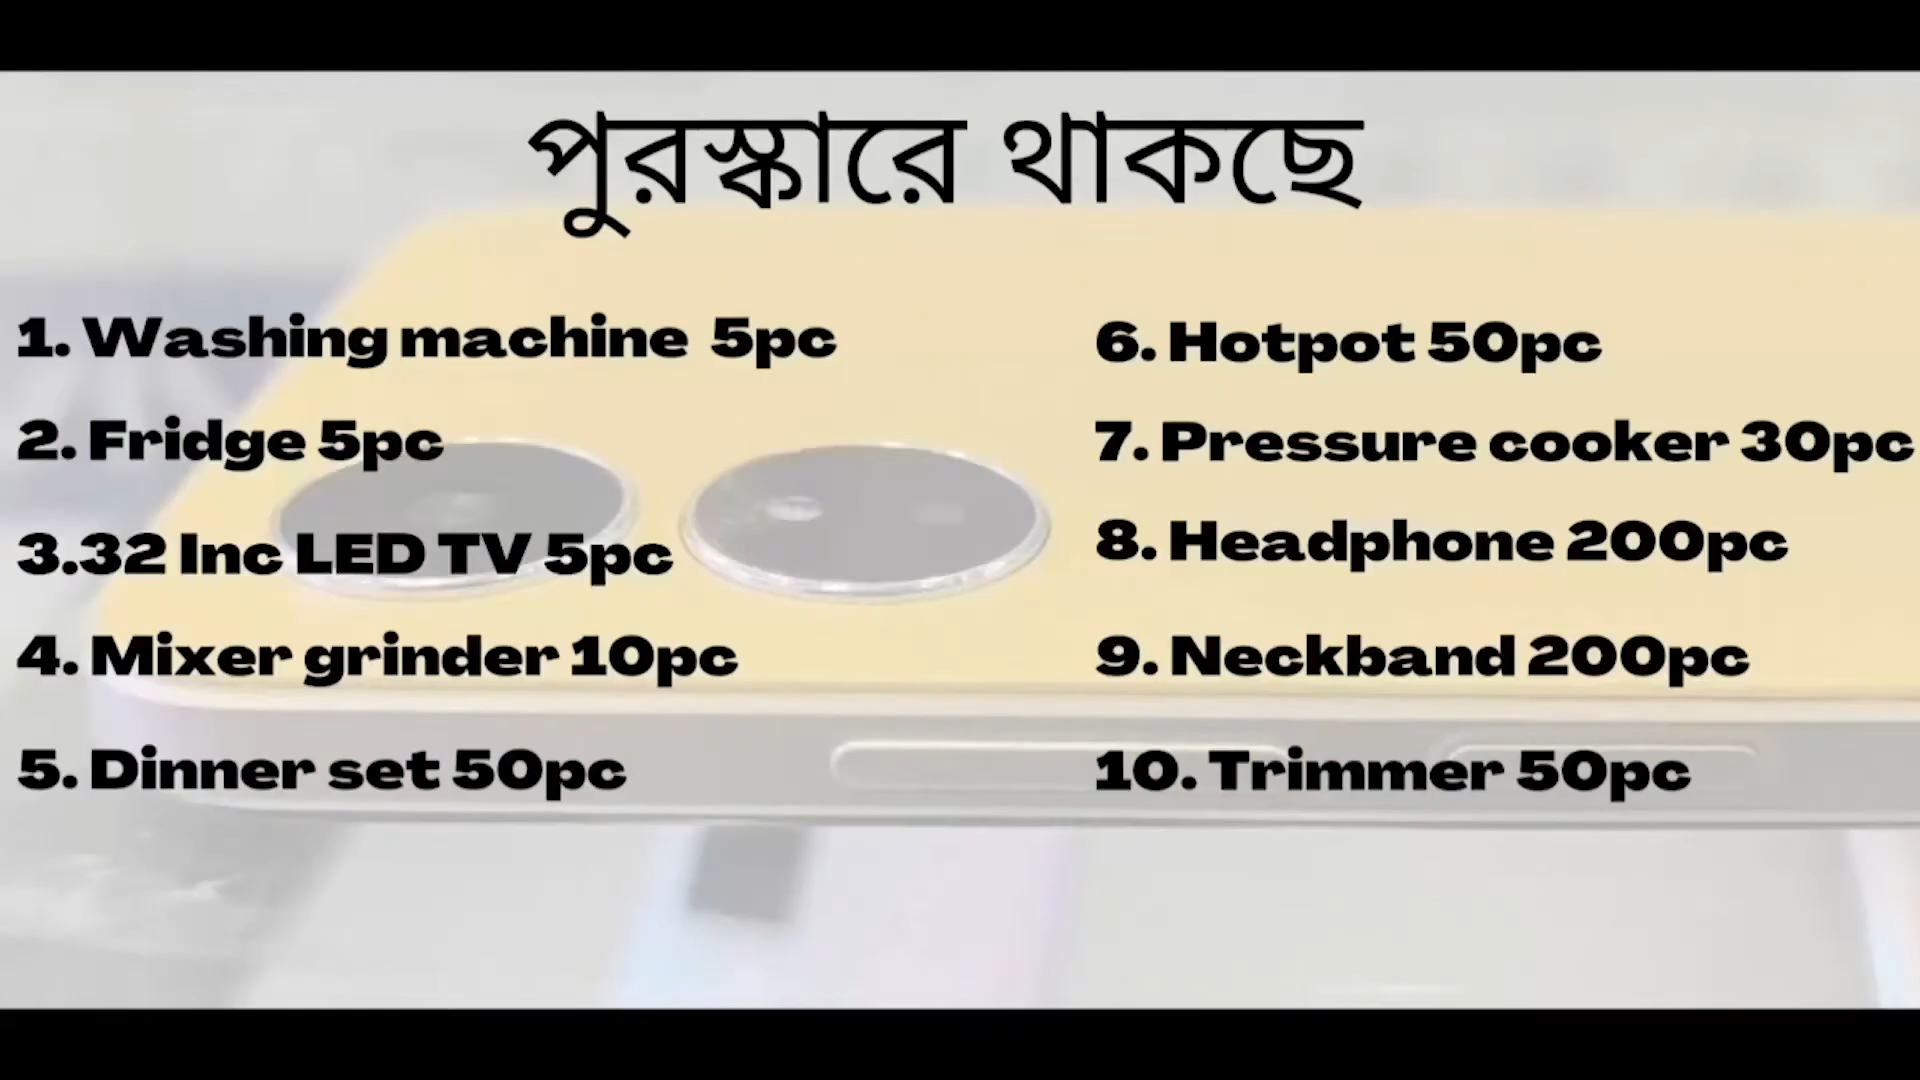 পুরস্কারে থাকছে
1. Washing machine 5pc
2. Fridge 5pc
3.32 Inc LED TV 5pc
4. Mixer grinder 10pc
5. Dinner set 50pc
6. Hotpot 50pc
7. Pressure cooker 30pc
8. Headphone 200pc
9. Neckband 200pc
10. Trimmer 50pc